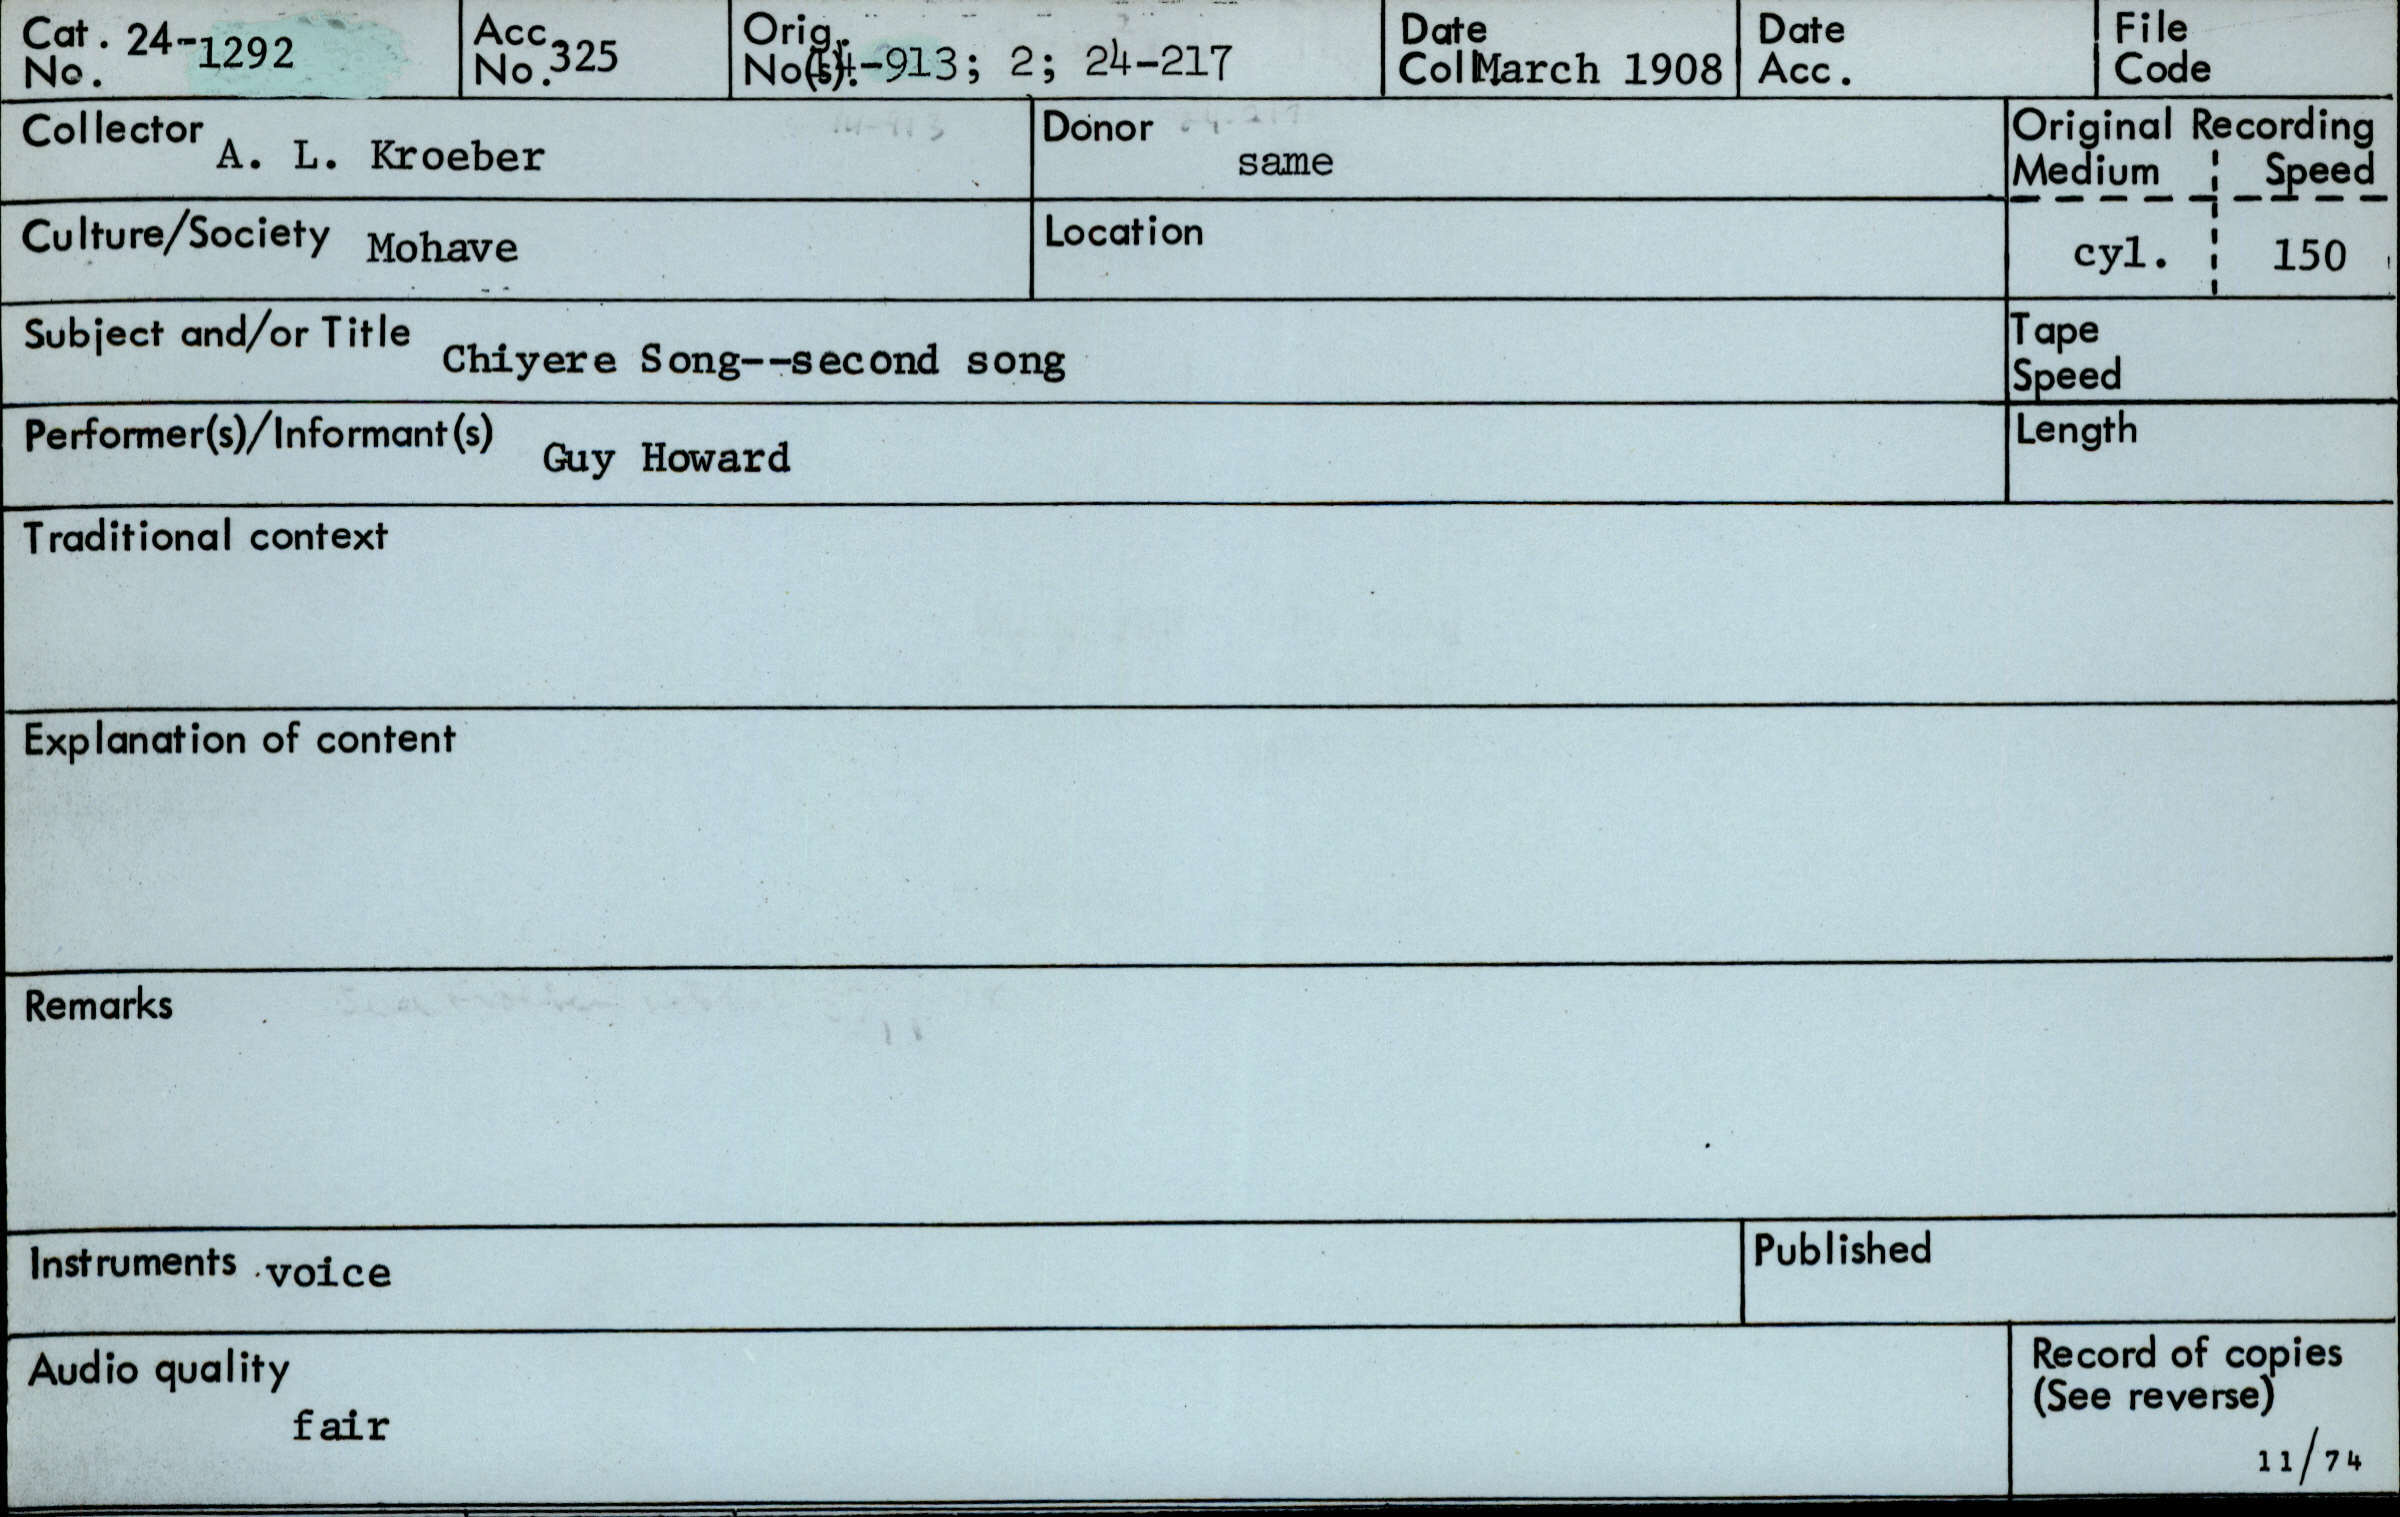 Cat. No. 24-1292
Acc. No. 325
Orig. No(s). 14-913; 2; 24-217
Date Col. March 1908
Date Acc.
File Code
Collector A. L. Kroeber
Donor same
Original Recording
Medium Speed
cyl. 150
Culture/Society Mohave
Location
Subject and/or Title Chiyere Song--second song
Tape Speed
Performer(s)/Informant(s) Guy Howard
Length
Traditional context
Explanation of content
Remarks
Instruments voice
Published
Audio quality
fair
Record of copies
(See reverse)
11/74